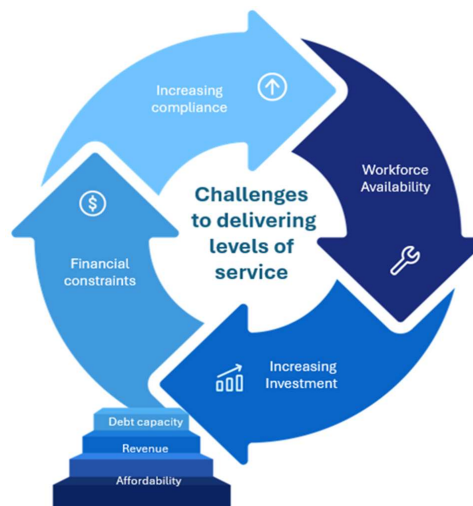 Increasing
compliance
Workforce
Availability
Challenges
to delivering
levels of
service
$
Financial
constraints
Increasing
Investment
Debt capacity
Revenue
Affordability